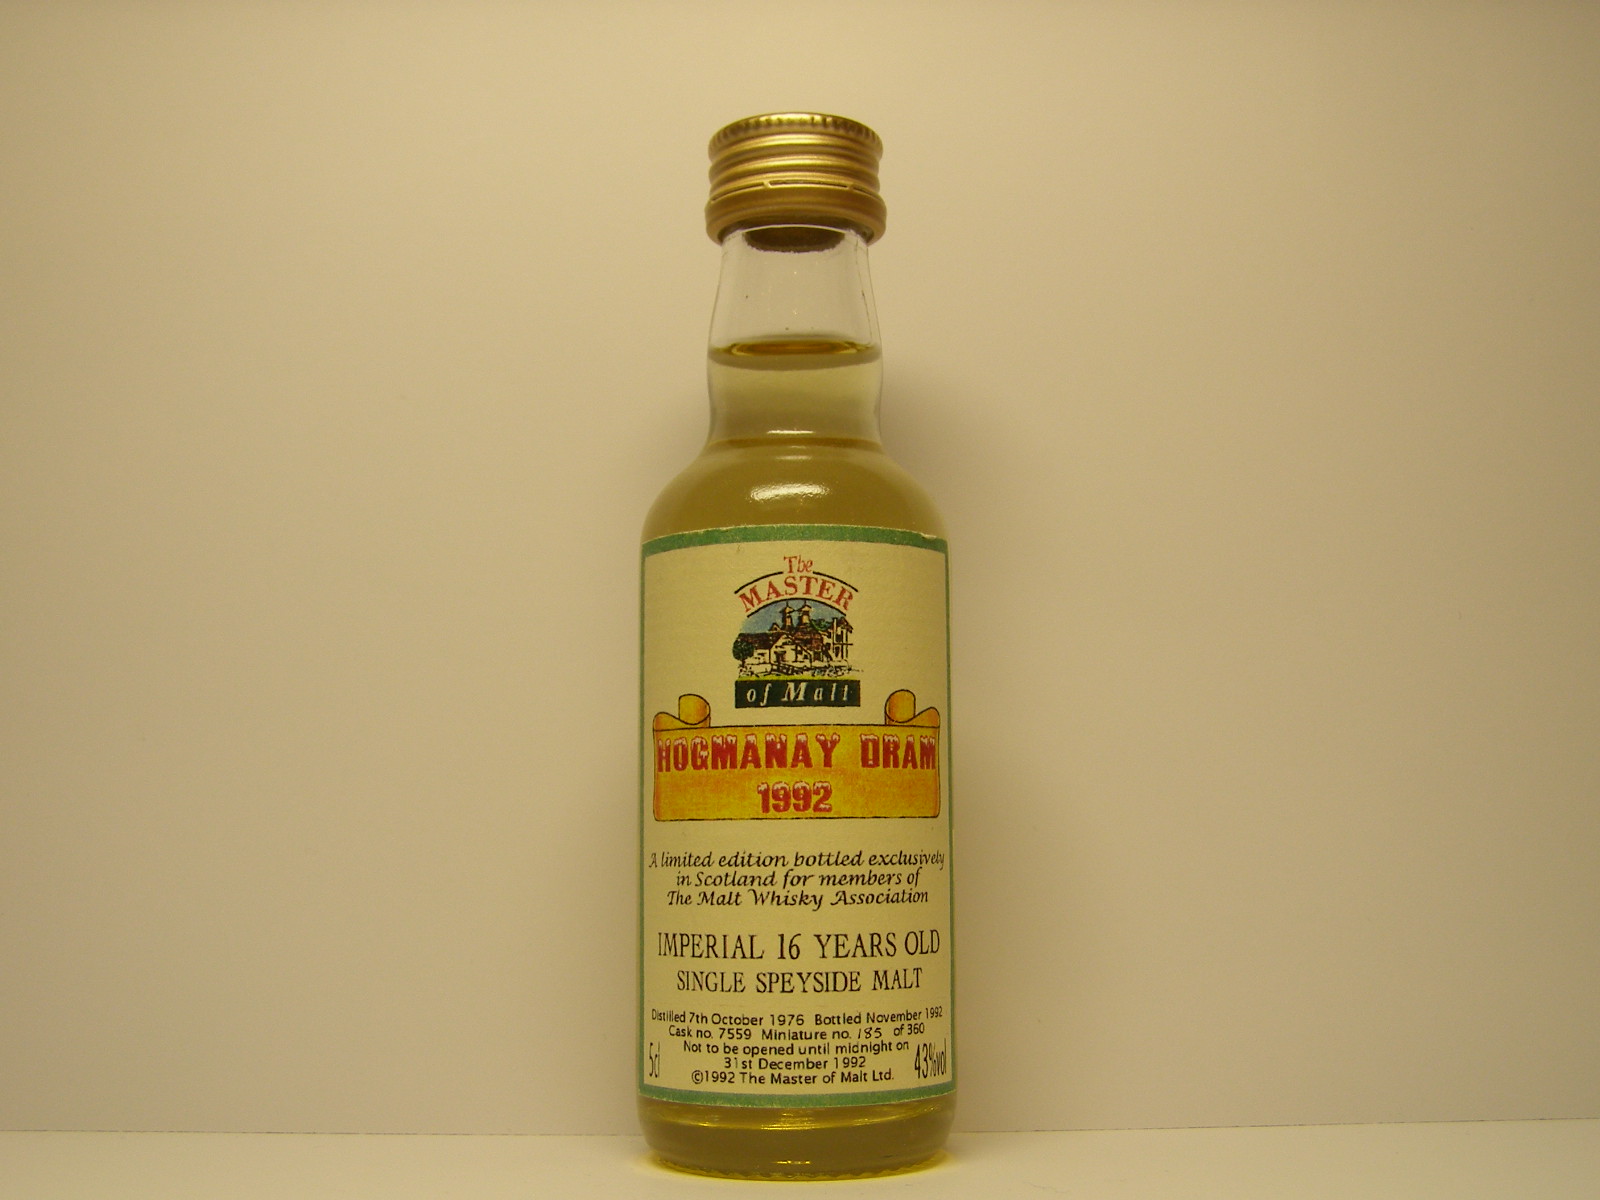 The
MASTER
of Malt
HOGMANAY DRAM
1992
A limited edition bottled exclusively
in Scotland for members of
The Malt Whisky Association
IMPERIAL 16 YEARS OLD
SINGLE SPEYSIDE MALT
Distilled 7th October 1976 Bottled November 1992
Cask no. 7559 Miniature no. 185 of 360
Not to be opened until midnight on
31st December 1992
©1992 The Master of Malt Ltd.
5cl
43%vol